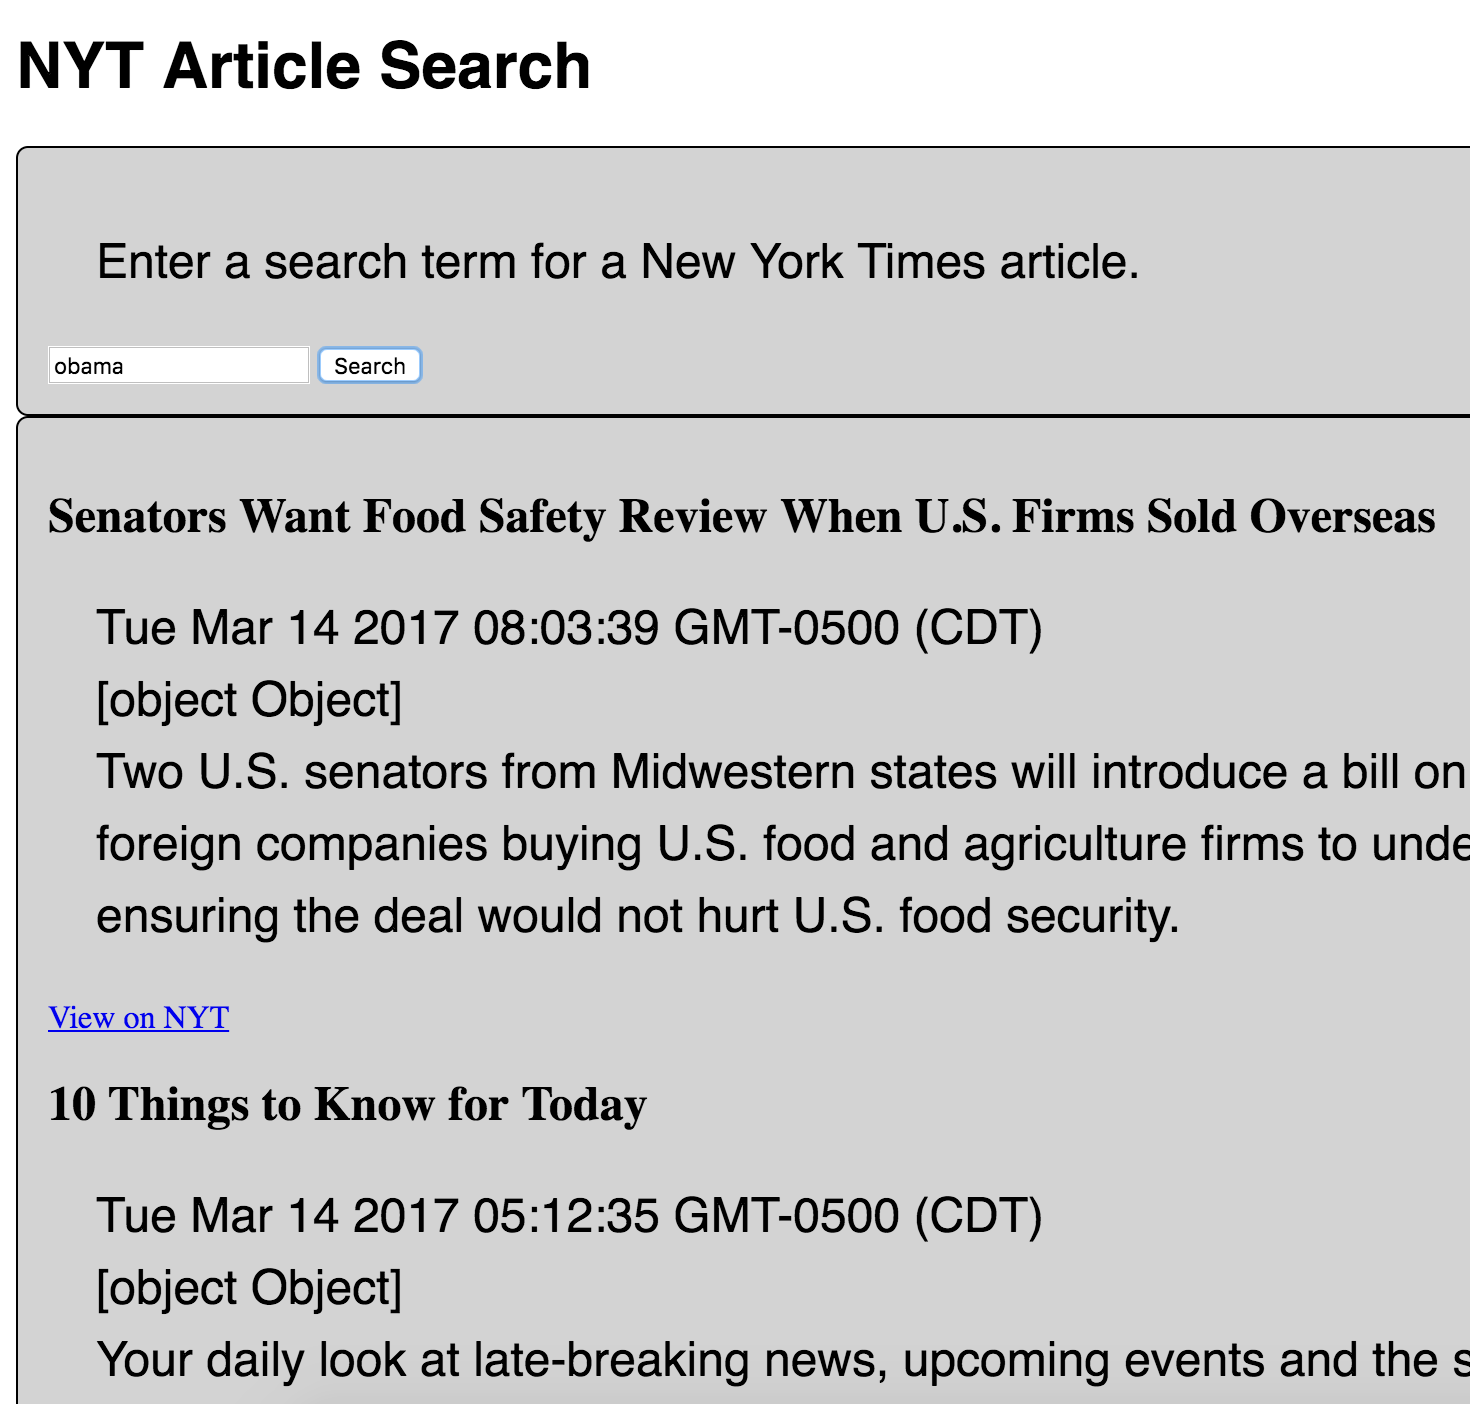 NYT Article Search
Enter a search term for a New York Times article.
obama Search
Senators Want Food Safety Review When U.S. Firms Sold Overseas
Tue Mar 14 2017 08:03:39 GMT-0500 (CDT)
[object Object]
Two U.S. senators from Midwestern states will introduce a bill on
foreign companies buying U.S. food and agriculture firms to
ensuring the deal would not hurt U.S. food security.
View on NYT
10 Things to Know for Today
Tue Mar 14 2017 05:12:35 GMT-0500 (CDT)
[object Object]
Your daily look at late-breaking news, upcoming events and the